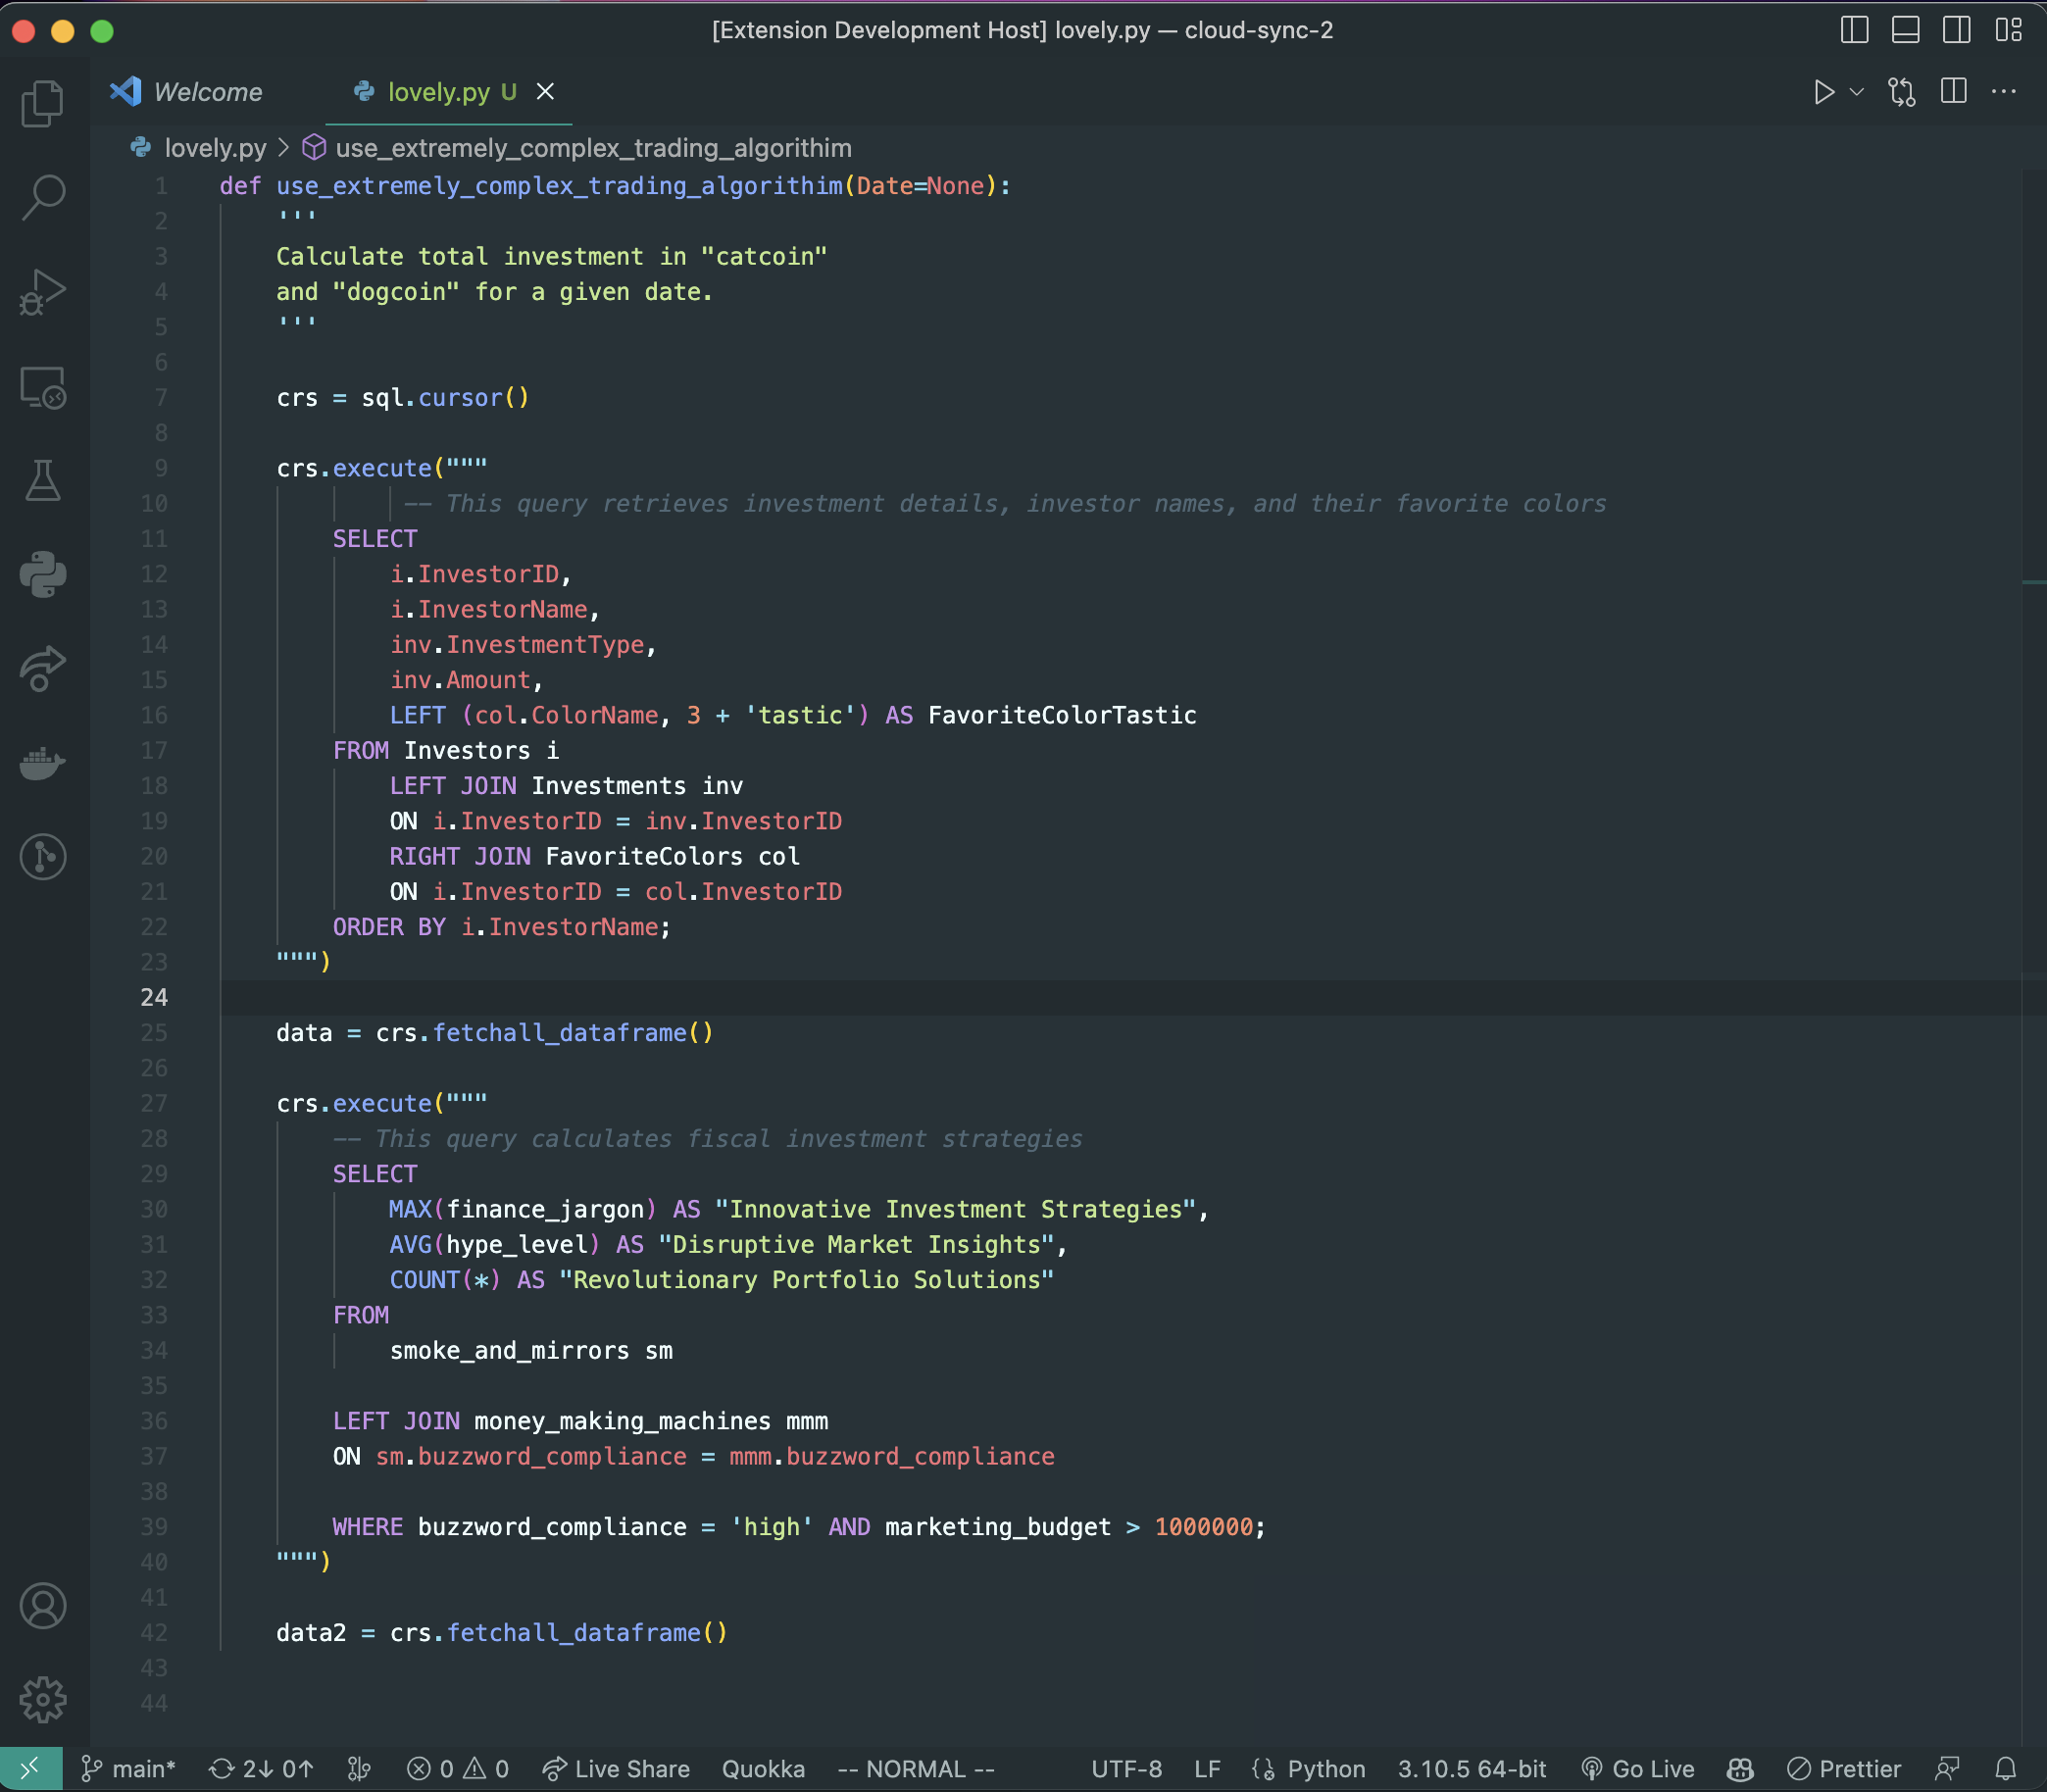 [Extension Development Host] lovely.py — cloud-sync-2
Welcome lovely.py U
lovely.py > use_extremely_complex_trading_algorithim
1 def use_extremely_complex_trading_algorithim(Date=None):
2     '''
3     Calculate total investment in "catcoin"
4     and "dogcoin" for a given date.
5     '''
6
7     crs = sql.cursor()
8
9     crs.execute("""
10             -- This query retrieves investment details, investor names, and their favorite colors
11        SELECT
12            i.InvestorID,
13            i.InvestorName,
14            inv.InvestmentType,
15            inv.Amount,
16            LEFT (col.ColorName, 3 + 'tastic') AS FavoriteColorTastic
17        FROM Investors i
18            LEFT JOIN Investments inv
19            ON i.InvestorID = inv.InvestorID
20            RIGHT JOIN FavoriteColors col
21            ON i.InvestorID = col.InvestorID
22        ORDER BY i.InvestorName;
23    """)
24
25    data = crs.fetchall_dataframe()
26
27    crs.execute("""
28        -- This query calculates fiscal investment strategies
29        SELECT
30            MAX(finance_jargon) AS "Innovative Investment Strategies",
31            AVG(hype_level) AS "Disruptive Market Insights",
32            COUNT(*) AS "Revolutionary Portfolio Solutions"
33        FROM
34            smoke_and_mirrors sm
35
36        LEFT JOIN money_making_machines mmm
37        ON sm.buzzword_compliance = mmm.buzzword_compliance
38
39        WHERE buzzword_compliance = 'high' AND marketing_budget > 1000000;
40    """)
41
42    data2 = crs.fetchall_dataframe()
43
44
main* 2↓ 0↑ 0 0 Live Share Quokka -- NORMAL -- UTF-8 LF Python 3.10.5 64-bit Go Live Prettier